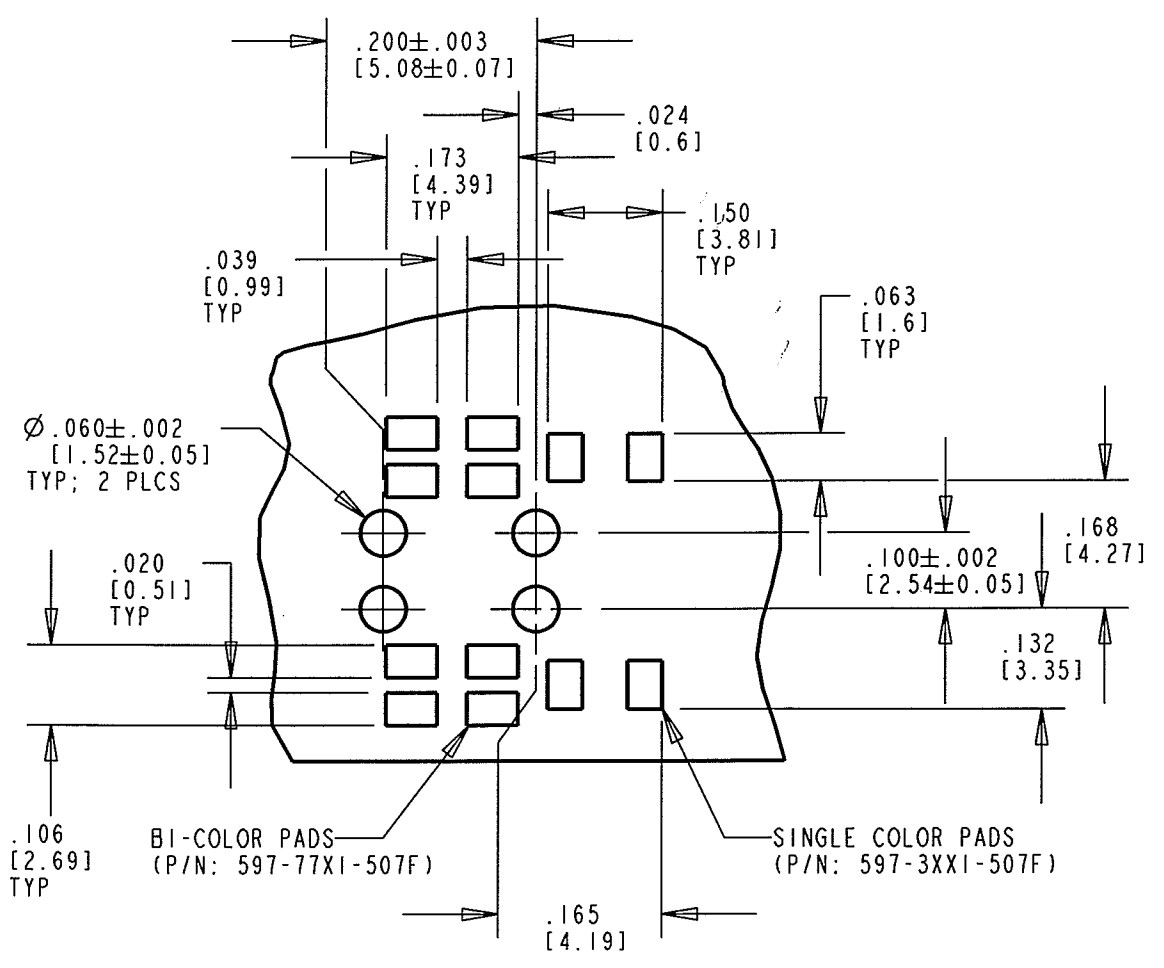 .200±.003
[5.08±0.07]
.024
[0.6]
.173
[4.39]
TYP
.150
[3.81]
TYP
.039
[0.99]
TYP
.063
[1.6]
TYP
Ø.060±.002
[1.52±0.05]
TYP; 2 PLCS
.168
[4.27]
.100±.002
[2.54±0.05]
.020
[0.51]
TYP
.132
[3.35]
.106
[2.69]
TYP
BI-COLOR PADS
(P/N: 597-77X1-507F)
SINGLE COLOR PADS
(P/N: 597-3XX1-507F)
.165
[4.19]